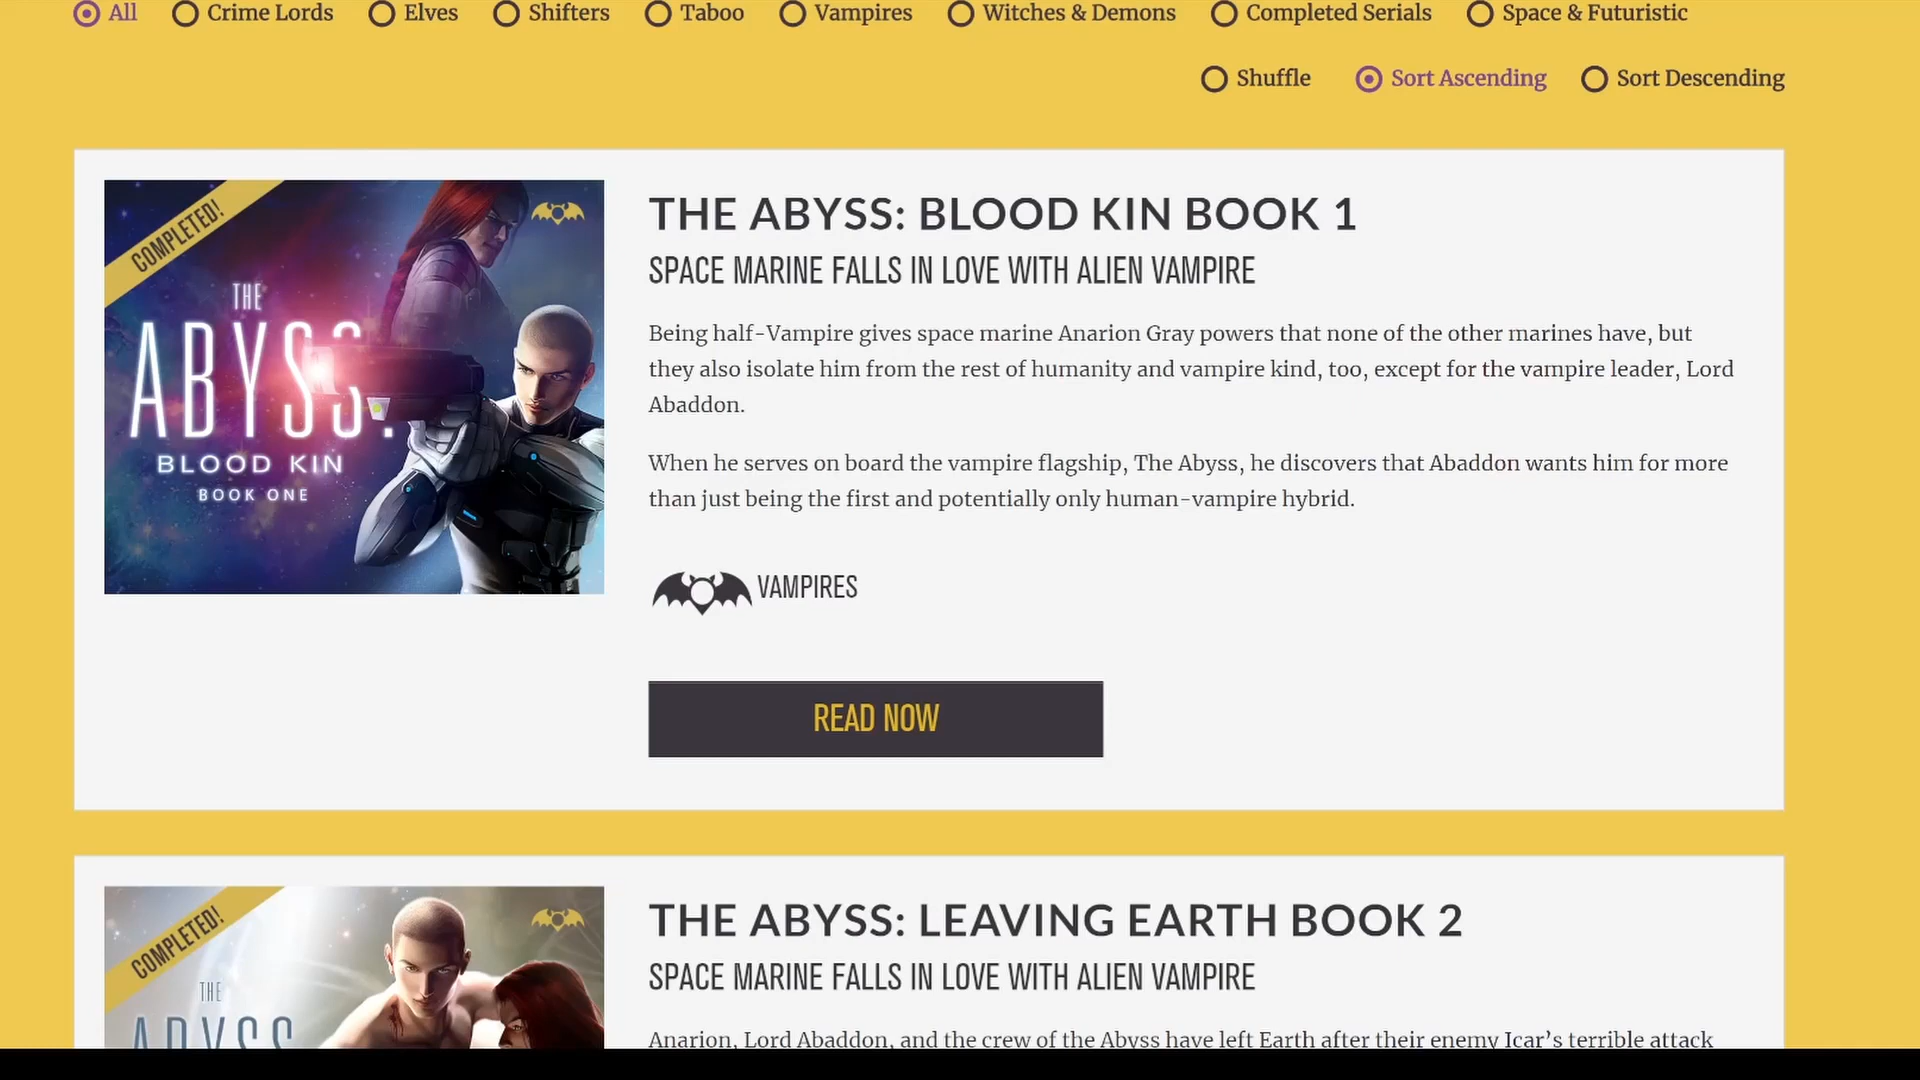 All Crime Lords Elves Shifters Taboo Vampires Witches & Demons Completed Serials Space & Futuristic
Shuffle Sort Ascending Sort Descending
COMPLETED!
THE
ABYSS:
BLOOD KIN
BOOK ONE
THE ABYSS: BLOOD KIN BOOK 1
SPACE MARINE FALLS IN LOVE WITH ALIEN VAMPIRE
Being half-Vampire gives space marine Anarion Gray powers that none of the other marines have, but
they also isolate him from the rest of humanity and vampire kind, too, except for the vampire leader, Lord
Abaddon.
When he serves on board the vampire flagship, The Abyss, he discovers that Abaddon wants him for more
than just being the first and potentially only human-vampire hybrid.
VAMPIRES
READ NOW
COMPLETED!
THE
ABYSS
THE ABYSS: LEAVING EARTH BOOK 2
SPACE MARINE FALLS IN LOVE WITH ALIEN VAMPIRE
Anarion, Lord Abaddon, and the crew of the Abyss have left Earth after their enemy Icar’s terrible attack